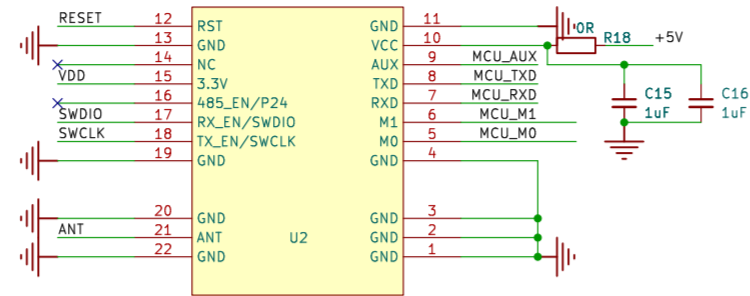 RESET 12 RST GND 11 0R
13 GND VCC 10 R18 +5V
14 NC AUX 9 MCU_AUX
VDD 15 3.3V TXD 8 MCU_TXD C15 C16
16 485_EN/P24 RXD 7 MCU_RXD 1uF 1uF
SWDIO 17 RX_EN/SWDIO M1 6 MCU_M1
SWCLK 18 TX_EN/SWCLK M0 5 MCU_M0
19 GND GND 4
20 GND GND 3
ANT 21 ANT U2 GND 2
22 GND GND 1